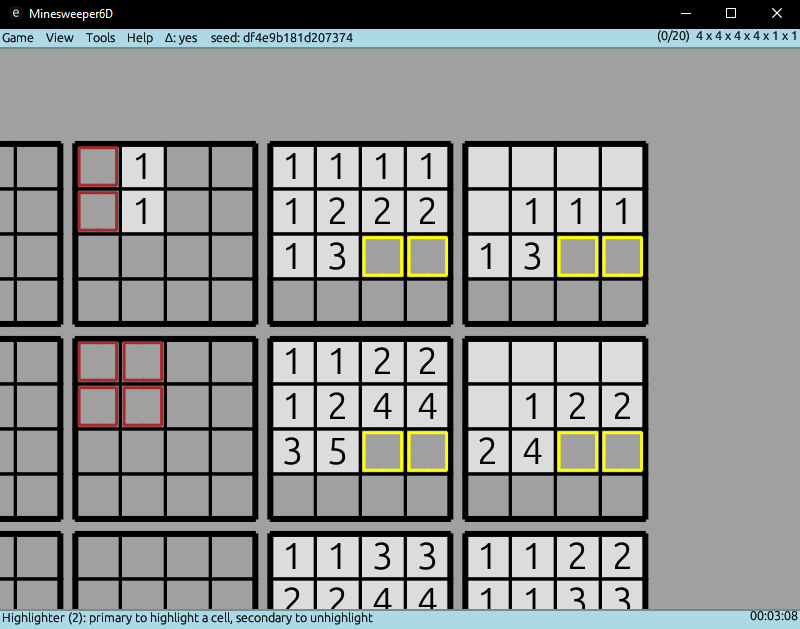 e Minesweeper6D
Game View Tools Help Δ: yes seed: df4e9b181d207374 (0/20) 4 x 4 x 4 x 4 x 1 x 1
1 1 1 1 1
1 1 2 2 2 1 1 1
1 3 1 3
1 1 2 2
1 2 4 4 1 2 2
3 5 2 4
1 1 3 3 1 1 2 2
2 2 4 4 1 1 3 3
Highlighter (2): primary to highlight a cell, secondary to unhighlight 00:03:08